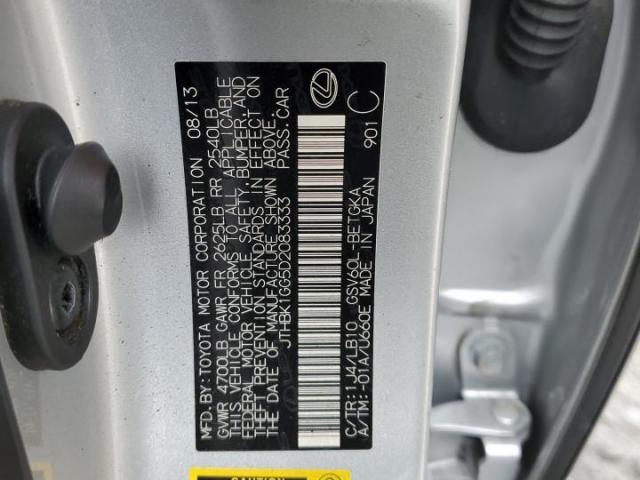 MFD.BY:TOYOTA MOTOR CORPORATION 08/13
GVWR 4700LB GAWR FR 2625LB RR 2540LB
THIS VEHICLE CONFORMS TO ALL APPLICABLE
FEDERAL MOTOR VEHICLE SAFETY, BUMPER, AND
THEFT PREVENTION STANDARDS IN EFFECT ON
THE DATE OF MANUFACTURE SHOWN ABOVE.
JTHBK1GG5D2083333 PASS.CAR
C/TR:1J4/LB10 GSV60L-BETGKA
A/TM:-01A/U660E MADE IN JAPAN 901 C
CAUTION